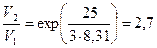 V₂/V₁ = exp(25/(3·8,31)) = 2,7